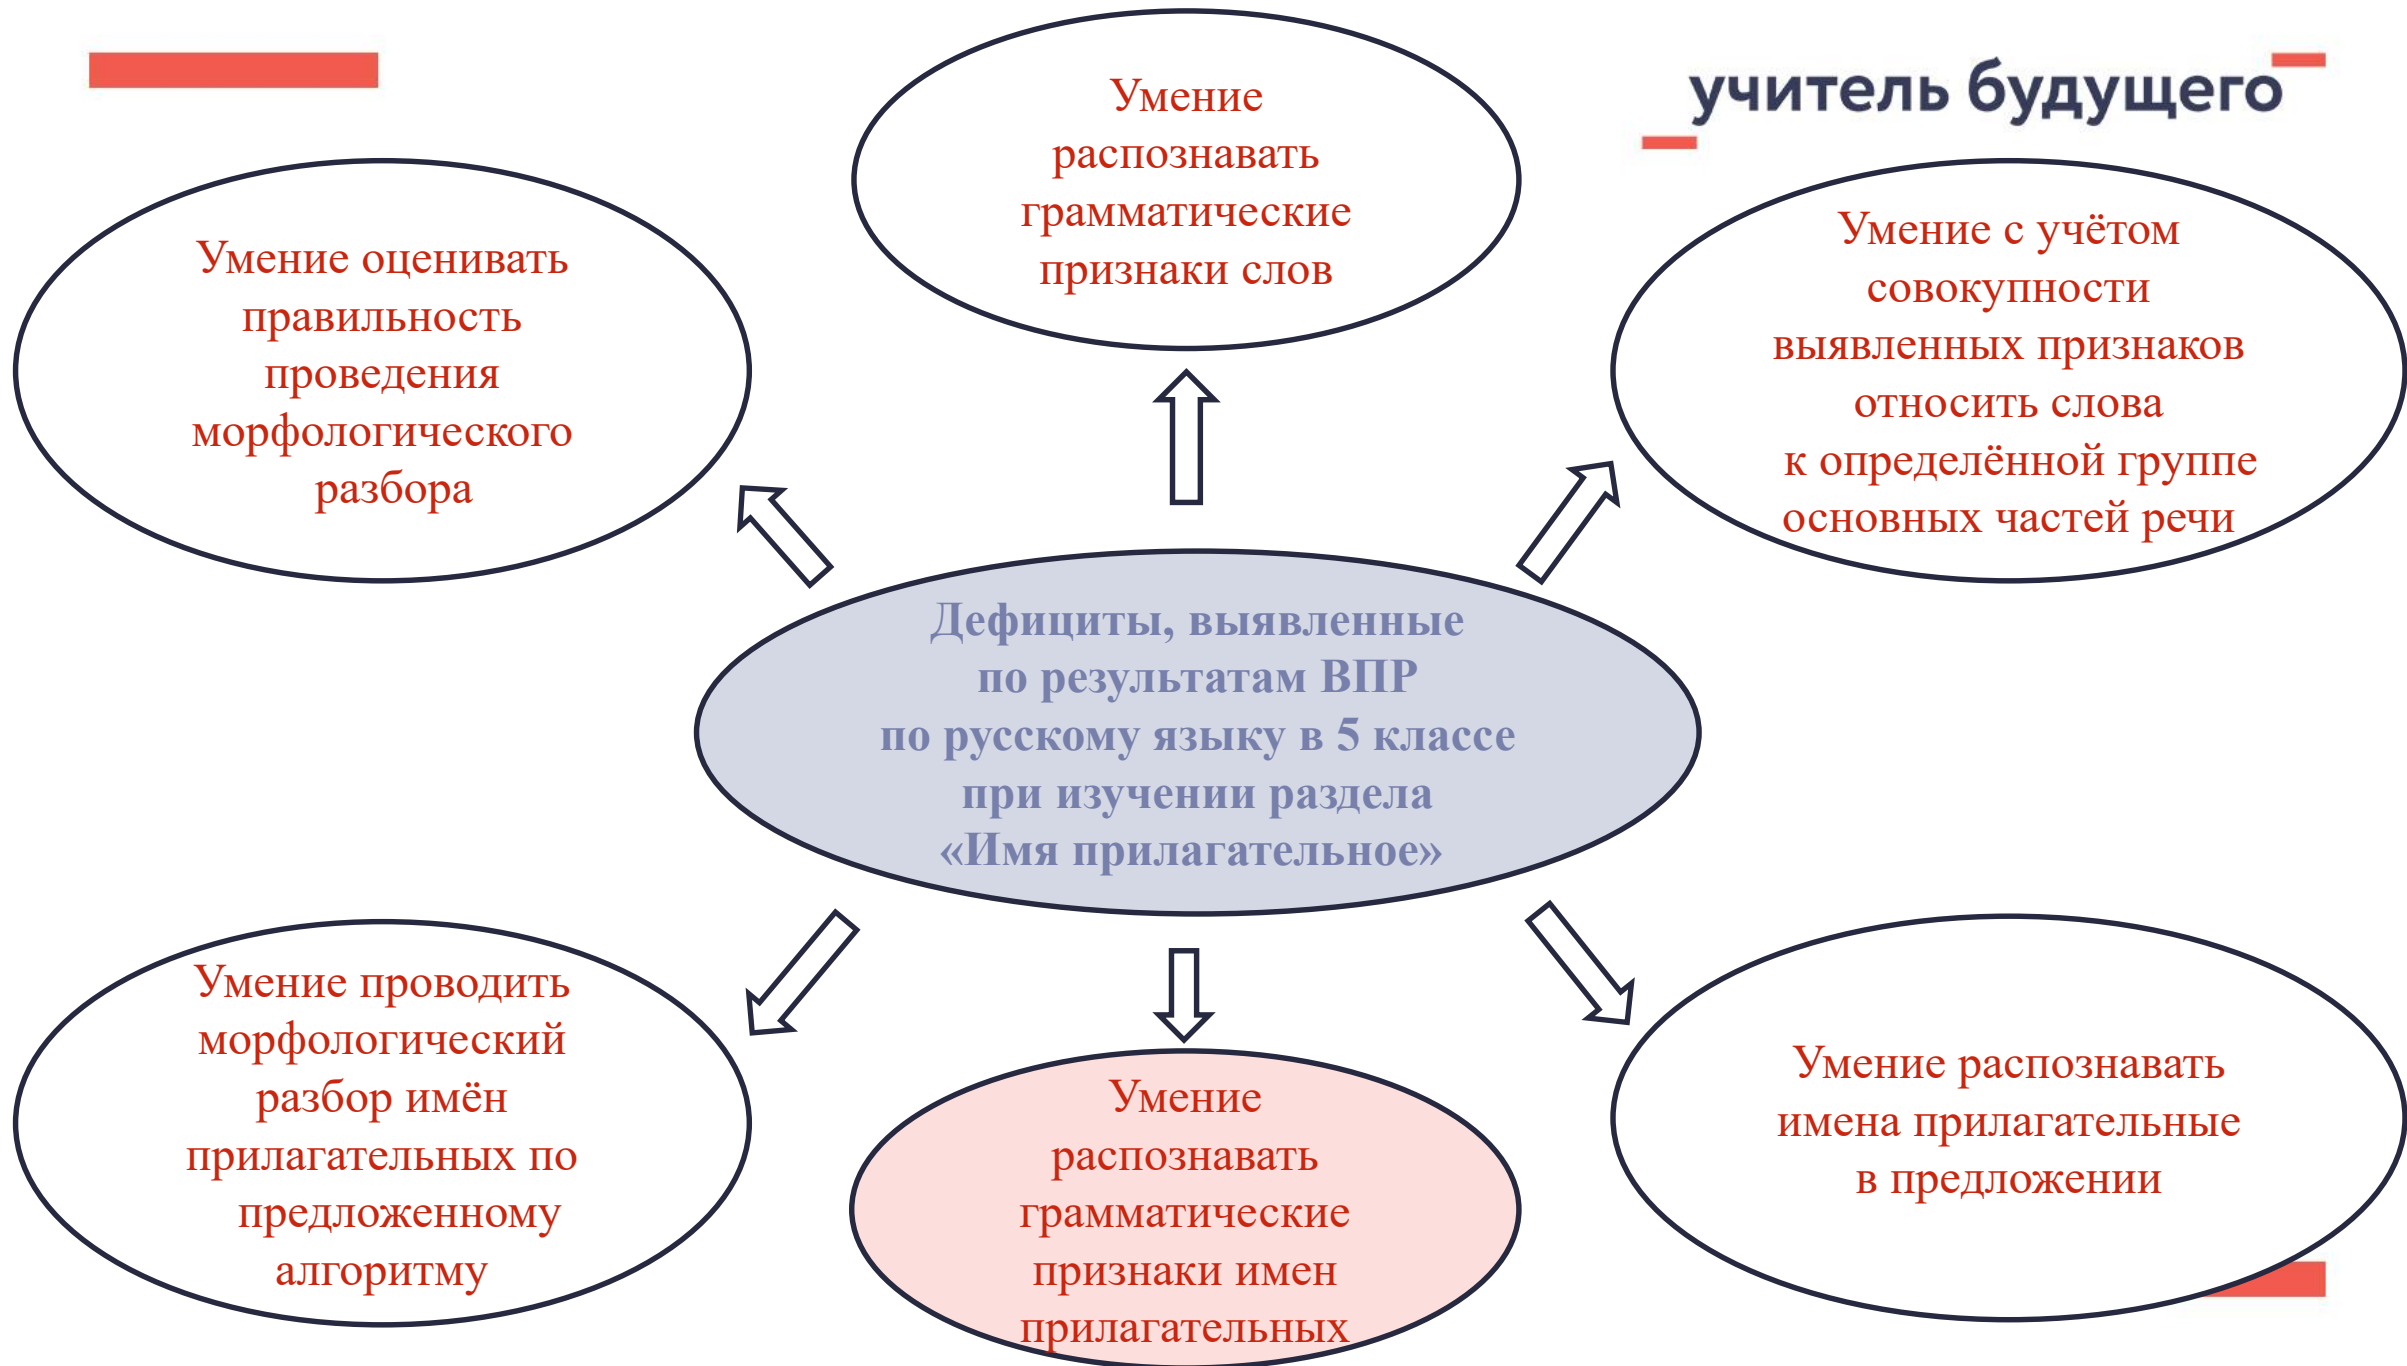 учитель будущего
Умение
распознавать
грамматические
признаки слов
Умение оценивать
правильность
проведения
морфологического
разбора
Умение с учётом
совокупности
выявленных признаков
относить слова
к определённой группе
основных частей речи
Дефициты, выявленные
по результатам ВПР
по русскому языку в 5 классе
при изучении раздела
«Имя прилагательное»
Умение проводить
морфологический
разбор имён
прилагательных по
предложенному
алгоритму
Умение
распознавать
грамматические
признаки имен
прилагательных
Умение распознавать
имена прилагательные
в предложении